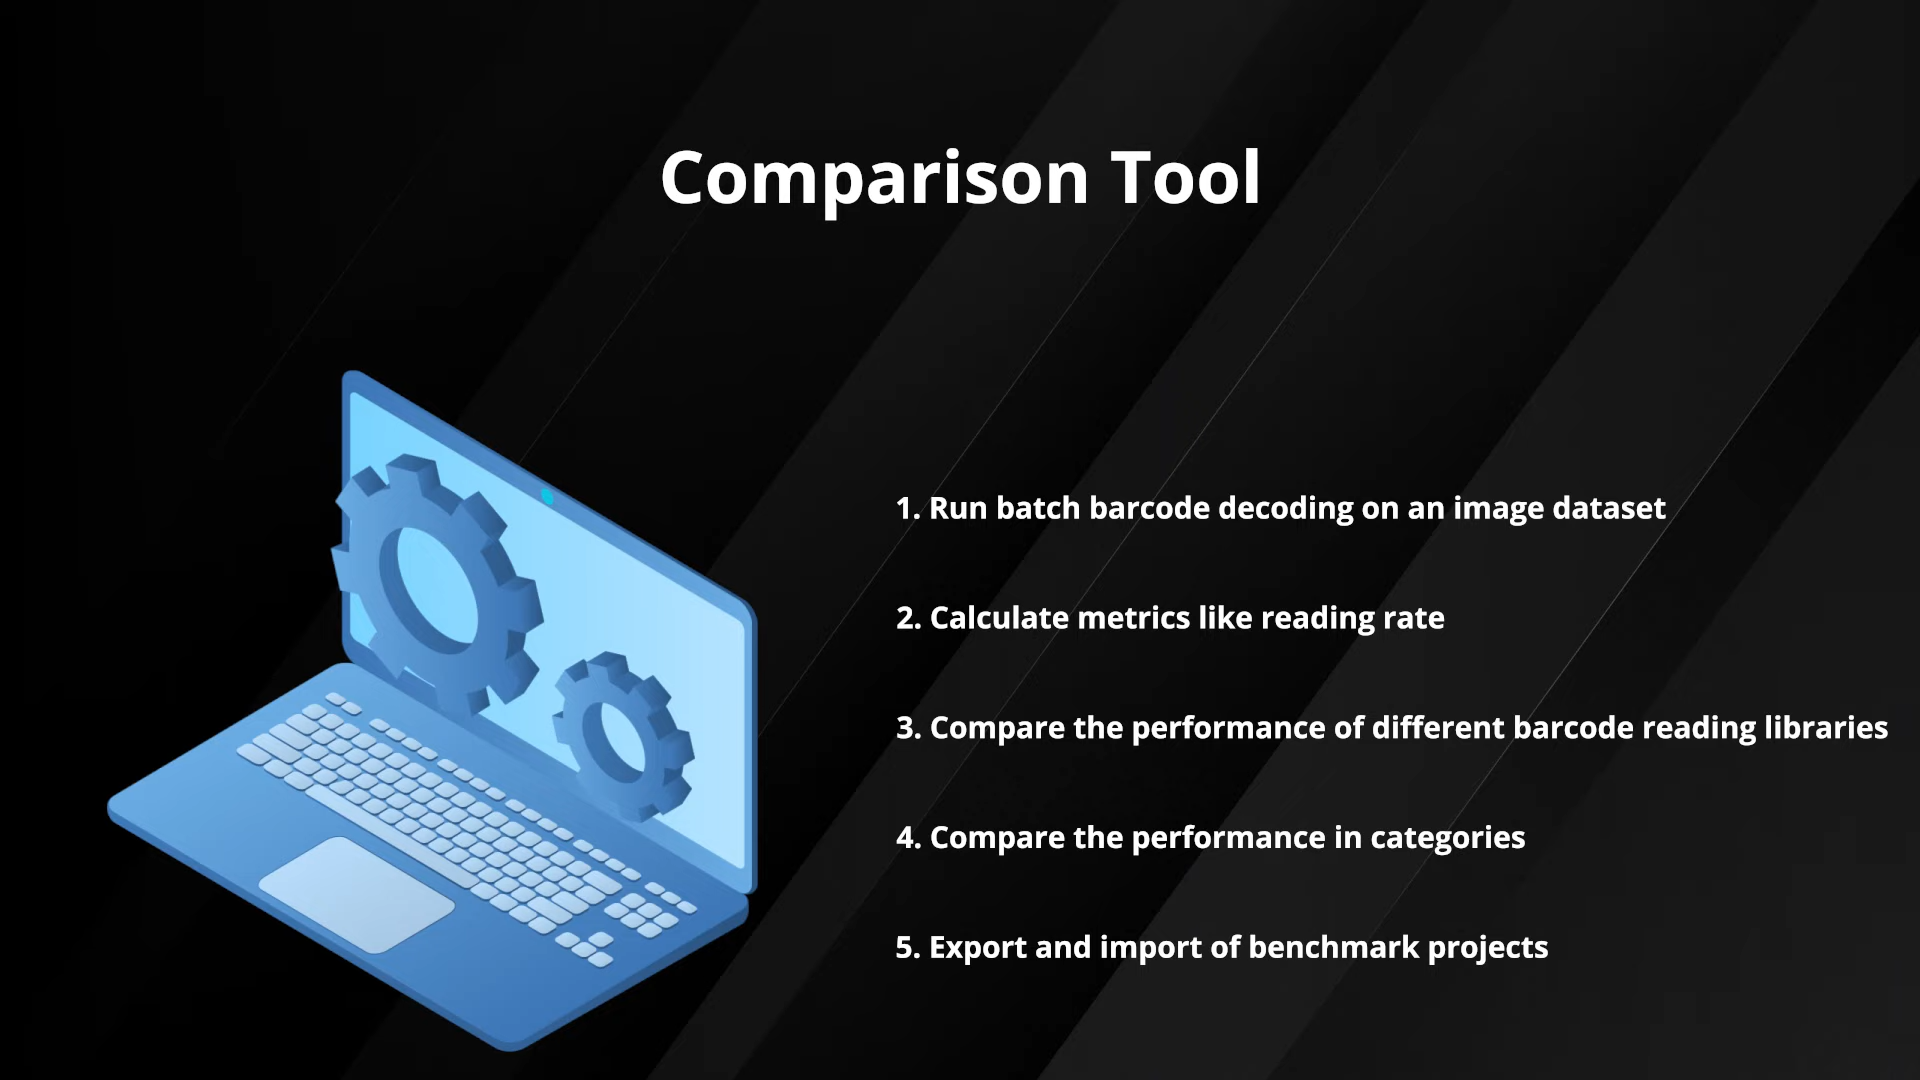 Comparison Tool
1. Run batch barcode decoding on an image dataset
2. Calculate metrics like reading rate
3. Compare the performance of different barcode reading libraries
4. Compare the performance in categories
5. Export and import of benchmark projects